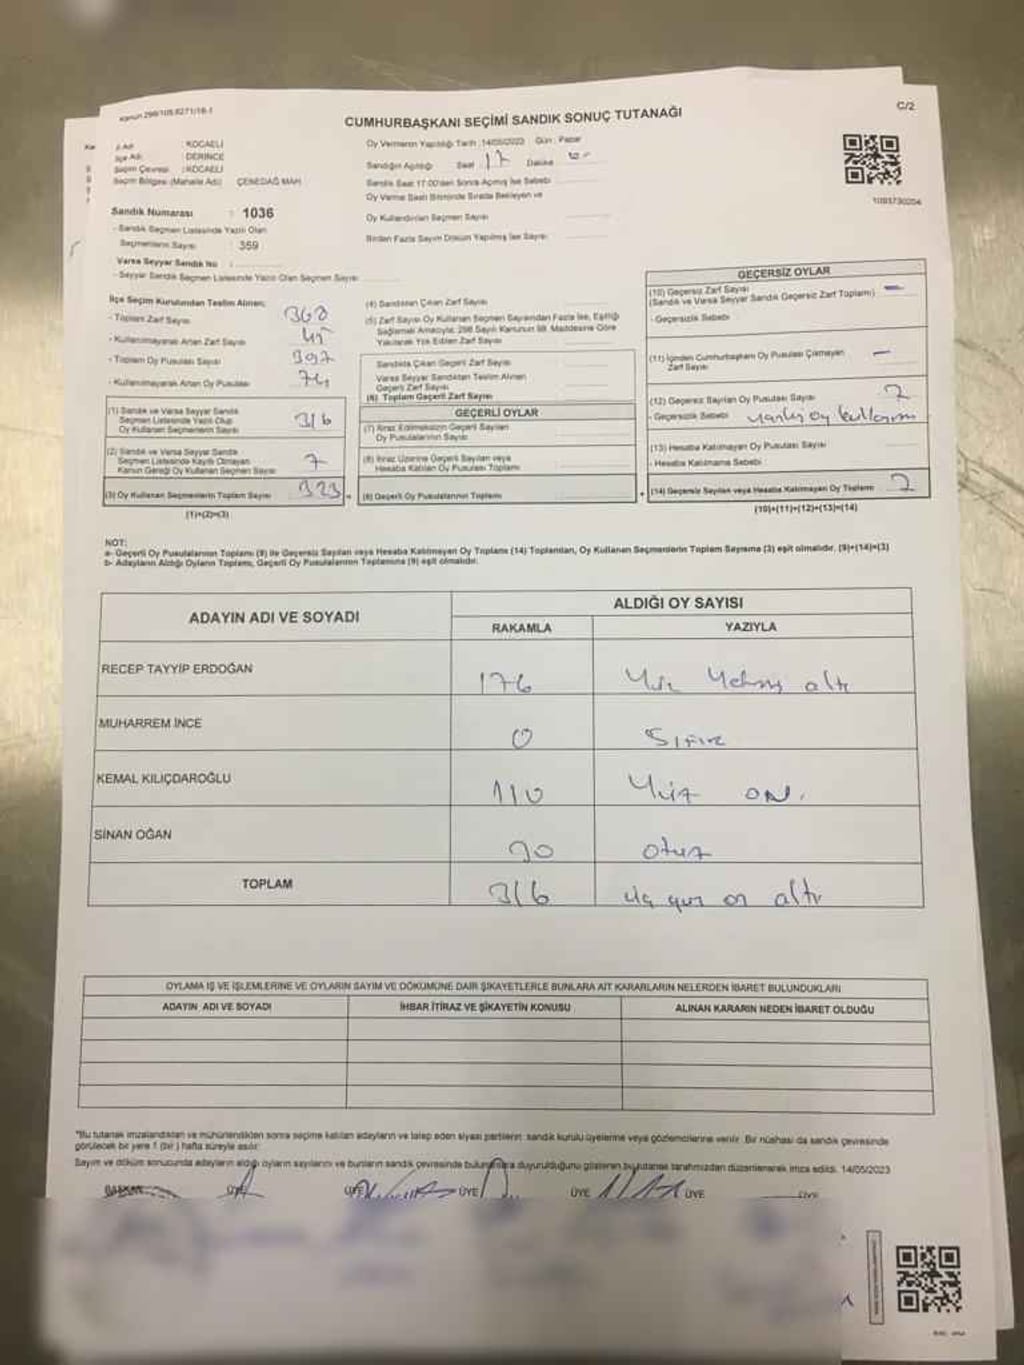 Kanun 298/105,6271/16-1
CUMHURBAŞKANI SEÇİMİ SANDIK SONUÇ TUTANAĞI
C/2
İl Adı : KOCAELİ
İlçe Adı : DERİNCE
Seçim Çevresi : KOCAELİ
Seçim Bölgesi (Mahalle Adı) ÇENEDAĞ MAH
Sandık Numarası : 1036
- Sandık Seçmen Listesinde Yazılı Olan
Seçmenlerin Sayısı : 359
Varsa Seyyar Sandık No :
- Seyyar Sandık Seçmen Listesinde Yazılı Olan Seçmen Sayısı
Oy Vermenin Yapıldığı Tarih :14/05/2023 Gün : Pazar
Sandığın Açıldığı Saat 17 Dakika
Sandık Saat 17:00'den Sonra Açılmış İse Sebebi
Oy Verme Saati Bitiminde Sırada Bekleyen ve
Oy Kullandırılan Seçmen Sayısı
Birden Fazla Sayım Döküm Yapılmış İse Sayısı
1093730204
İlçe Seçim Kurulundan Teslim Alınan;
- Toplam Zarf Sayısı 368
- Kullanılmayarak Artan Zarf Sayısı 45
- Toplam Oy Pusulası Sayısı 397
- Kullanılmayarak Artan Oy Pusulası 74
(1) Sandık ve Varsa Seyyar Sandık
Seçmen Listesinde Yazılı Olup
Oy Kullanan Seçmenlerin Sayısı 316
(2) Sandık ve Varsa Seyyar Sandık
Seçmen Listesinde Kayıtlı Olmayan
Kanun Gereği Oy Kullanan Seçmen Sayısı 7
(3) Oy Kullanan Seçmenlerin Toplam Sayısı 323 =
(1)+(2)=(3)
(4) Sandıktan Çıkan Zarf Sayısı
(5) Zarf Sayısı Oy Kullanan Seçmen Sayısından Fazla İse, Eşitliği
Sağlamak Amacıyla, 298 Sayılı Kanunun 98. Maddesine Göre
Yakılarak Yok Edilen Zarf Sayısı
Sandıkta Çıkan Geçerli Zarf Sayısı
Varsa Seyyar Sandıktan Teslim Alınan
Geçerli Zarf Sayısı
(6) Toplam Geçerli Zarf Sayısı
GEÇERLİ OYLAR
(7) İtiraz Edilmeksizin Geçerli Sayılan
Oy Pusulalarının Sayısı
(8) İtiraz Üzerine Geçerli Sayılan veya
Hesaba Katılan Oy Pusulası Toplamı
(9) Geçerli Oy Pusulalarının Toplamı +
GEÇERSİZ OYLAR
(10) Geçersiz Zarf Sayısı -
(Sandık ve Varsa Seyyar Sandık Geçersiz Zarf Toplamı)
- Geçersizlik Sebebi
(11) İçinden Cumhurbaşkanı Oy Pusulası Çıkmayan -
Zarf Sayısı
(12) Geçersiz Sayılan Oy Pusulası Sayısı 7
- Geçersizlik Sebebi yanlış oy kullanımı
(13) Hesaba Katılmayan Oy Pusulası Sayısı
- Hesaba Katılmama Sebebi :
(14) Geçersiz Sayılan veya Hesaba Katılmayan Oy Toplamı 7
(10)+(11)+(12)+(13)=(14)
NOT:
a- Geçerli Oy Pusulalarının Toplamı (9) ile Geçersiz Sayılan veya Hesaba Katılmayan Oy Toplamı (14) Toplamları, Oy Kullanan Seçmenlerin Toplam Sayısına (3) eşit olmalıdır. (9)+(14)=(3)
b- Adayların Aldığı Oyların Toplamı, Geçerli Oy Pusulalarının Toplamına (9) eşit olmalıdır.
ADAYIN ADI VE SOYADI
ALDIĞI OY SAYISI
RAKAMLA YAZIYLA
RECEP TAYYİP ERDOĞAN 176 Yüz Yetmiş altı
MUHARREM İNCE 0 Sıfır
KEMAL KILIÇDAROĞLU 110 Yüz on.
SİNAN OĞAN 30 otuz
TOPLAM 316 üç yüz on altı
OYLAMA İŞ VE İŞLEMLERİNE VE OYLARIN SAYIM VE DÖKÜMÜNE DAİR ŞİKAYETLERLE BUNLARA AİT KARARLARIN NELERDEN İBARET BULUNDUKLARI
ADAYIN ADI VE SOYADI İHBAR İTİRAZ VE ŞİKAYETİN KONUSU ALINAN KARARIN NEDEN İBARET OLDUĞU
*Bu tutanak imzalandıktan ve mühürlendikten sonra seçime katılan adayların ve talep eden siyasi partilerin sandık kurulu üyelerine veya gözlemcilerine verilir. Bir nüshası da sandık çevresinde
görülecek bir yere 1 (bir ) hafta süreyle asılır.
Sayım ve döküm sonucunda adayların aldığı oyların sayılarını ve bunların sandık çevresinde bulunanlara duyurulduğunu gösteren bu tutanak tarafımızdan düzenlenerek imza edildi. 14/05/2023
BAŞKAN ÜYE ÜYE ÜYE ÜYE ÜYE ÜYE